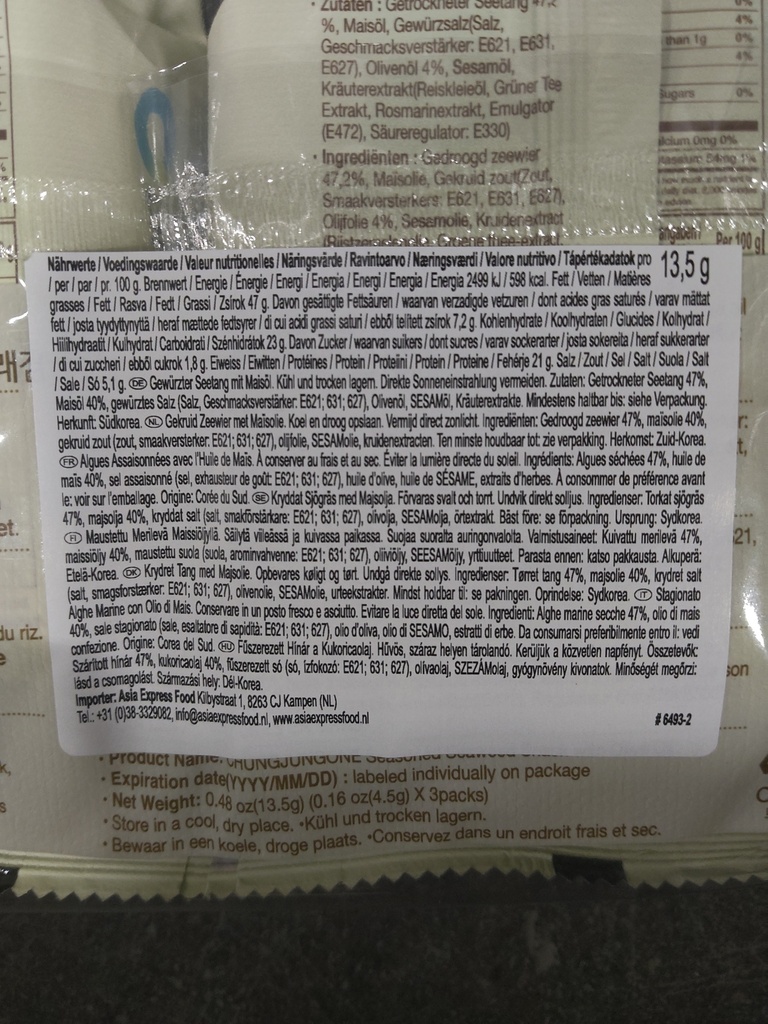 • Zutaten : Getrockneter Seetang 47,2
%, Maisöl, Gewürzsalz(Salz,
Geschmacksverstärker: E621, E631,
E627), Olivenöl 4%, Sesamöl,
Kräuterextrakt(Reiskleieöl, Grüner Tee
Extrakt, Rosmarinextrakt, Emulgator
(E472), Säureregulator: E330)
• Ingrediënten : Gedroogd zeewier
47,2%, Maisolie, Gekruid zout(Zout,
Smaakversterkers: E621, E631, E627),
Olijfolie 4%, Sesamolie, Kruidenextract
4%
than 1g 0%
4%
Sugars 0%
0mg 0%
Per 100 g
Nährwerte / Voedingswaarde / Valeur nutritionelles / Näringsvärde / Ravintoarvo / Næringsværdi / Valore nutritivo / Tápértékadatok pro 13,5 g
/ per / par / pr. 100 g. Brennwert / Energie / Énergie / Energi / Energia / Energi / Energia / Energia 2499 kJ / 598 kcal. Fett / Vetten / Matières
grasses / Fett / Rasva / Fedt / Grassi / Zsírok 47 g. Davon gesättigte Fettsäuren / waarvan verzadigde vetzuren / dont acides gras saturés / varav mättat
fett / josta tyydyttynyttä / heraf mættede fedtsyrer / di cui acidi grassi saturi / ebből telített zsírok 7,2 g. Kohlenhydrate / Koolhydraten / Glucides / Kolhydrat /
Hiilihydraatit / Kulhydrat / Carboidrati / Szénhidrátok 23 g. Davon Zucker / waarvan suikers / dont sucres / varav sockerarter / josta sokereita / heraf sukkerarter
/ di cui zuccheri / ebből cukrok 1,8 g. Eiweiss / Eiwitten / Protéines / Protein / Proteiini / Protein / Proteine / Fehérje 21 g. Salz / Zout / Sel / Salt / Suola / Salt
/ Sale / Só 5,1 g. DE Gewürzter Seetang mit Maisöl. Kühl und trocken lagern. Direkte Sonneneinstrahlung vermeiden. Zutaten: Getrockneter Seetang 47%,
Maisöl 40%, gewürztes Salz (Salz, Geschmacksverstärker: E621; 631; 627), Olivenöl, SESAMöl, Kräuterextrakte. Mindestens haltbar bis: siehe Verpackung.
Herkunft: Südkorea. NL Gekruid Zeewier met Maïsolie. Koel en droog opslaan. Vermijd direct zonlicht. Ingrediënten: Gedroogd zeewier 47%, maïsolie 40%,
gekruid zout (zout, smaakversterker: E621; 631; 627), olijfolie, SESAMolie, kruidenextracten. Ten minste houdbaar tot: zie verpakking. Herkomst: Zuid-Korea.
FR Algues Assaisonnées avec l'Huile de Maïs. À conserver au frais et au sec. Éviter la lumière directe du soleil. Ingrédients: Algues séchées 47%, huile de
maïs 40%, sel assaisonné (sel, exhausteur de goût: E621; 631; 627), huile d'olive, huile de SÉSAME, extraits d'herbes. À consommer de préférence avant
le: voir sur l'emballage. Origine: Corée du Sud. SE Kryddat Sjögräs med Majsolja. Förvaras svalt och torrt. Undvik direkt solljus. Ingredienser: Torkat sjögräs
47%, majsolja 40%, kryddat salt (salt, smakförstärkare: E621; 631; 627), olivolja, SESAMolja, örtextrakt. Bäst före: se förpackning. Ursprung: Sydkorea.
FI Maustettu Merilevä Maissiöljyllä. Säilytä viileässä ja kuivassa paikassa. Suojaa suoralta auringonvalolta. Valmistusaineet: Kuivattu merilevä 47%,
maissiöljy 40%, maustettu suola (suola, arominvahvenne: E621; 631; 627), oliiviöljy, SEESAMöljy, yrttiuutteet. Parasta ennen: katso pakkausta. Alkuperä:
Etelä-Korea. DK Krydret Tang med Majsolie. Opbevares køligt og tørt. Undgå direkte sollys. Ingredienser: Tørret tang 47%, majsolie 40%, krydret salt
(salt, smagsforstærker: E621; 631; 627), olivenolie, SESAMolie, urteekstrakter. Mindst holdbar til: se pakningen. Oprindelse: Sydkorea. IT Stagionato
Alghe Marine con Olio di Mais. Conservare in un posto fresco e asciutto. Evitare la luce diretta del sole. Ingredienti: Alghe marine secche 47%, olio di mais
40%, sale stagionato (sale, esaltatore di sapidità: E621; 631; 627), olio d'oliva, olio di SESAMO, estratti di erbe. Da consumarsi preferibilmente entro il: vedi
confezione. Origine: Corea del Sud. HU Fűszerezett Hínár a Kukoricaolaj. Hűvös, száraz helyen tárolandó. Kerüljük a közvetlen napfényt. Összetevők:
Szárított hínár 47%, kukoricaolaj 40%, fűszerezett só (só, ízfokozó: E621; 631; 627), olívaolaj, SZEZÁMolaj, gyógynövény kivonatok. Minőségét megőrzi:
lásd a csomagolást. Származási hely: Dél-Korea.
Importer: Asia Express Food Kilbystraat 1, 8263 CJ Kampen (NL)
Tel.: +31 (0)38-3329082, info@asiaexpressfood.nl, www.asiaexpressfood.nl # 6493-2
du riz.
• Product Name: CHUNGJUNGONE Seasoned Seaweed
• Expiration date(YYYY/MM/DD) : labeled individually on package
• Net Weight: 0.48 oz(13.5g) (0.16 oz(4.5g) X 3packs)
• Store in a cool, dry place. •Kühl und trocken lagern.
• Bewaar in een koele, droge plaats. •Conservez dans un endroit frais et sec.